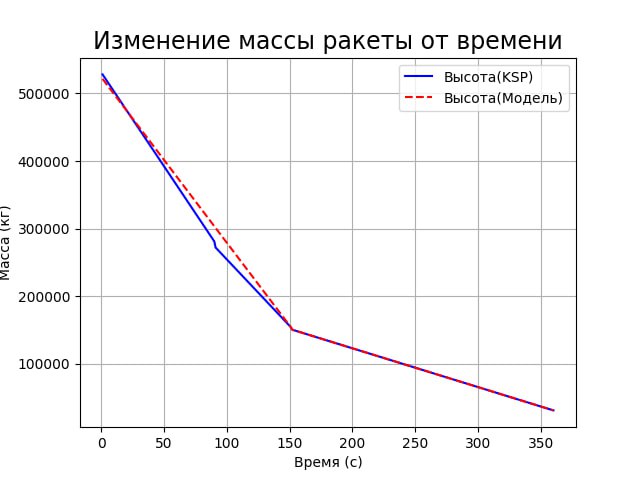 Изменение массы ракеты от времени
Высота(KSP)
Высота(Модель)
500000
400000
300000
200000
100000
Масса (кг)
0 50 100 150 200 250 300 350
Время (с)